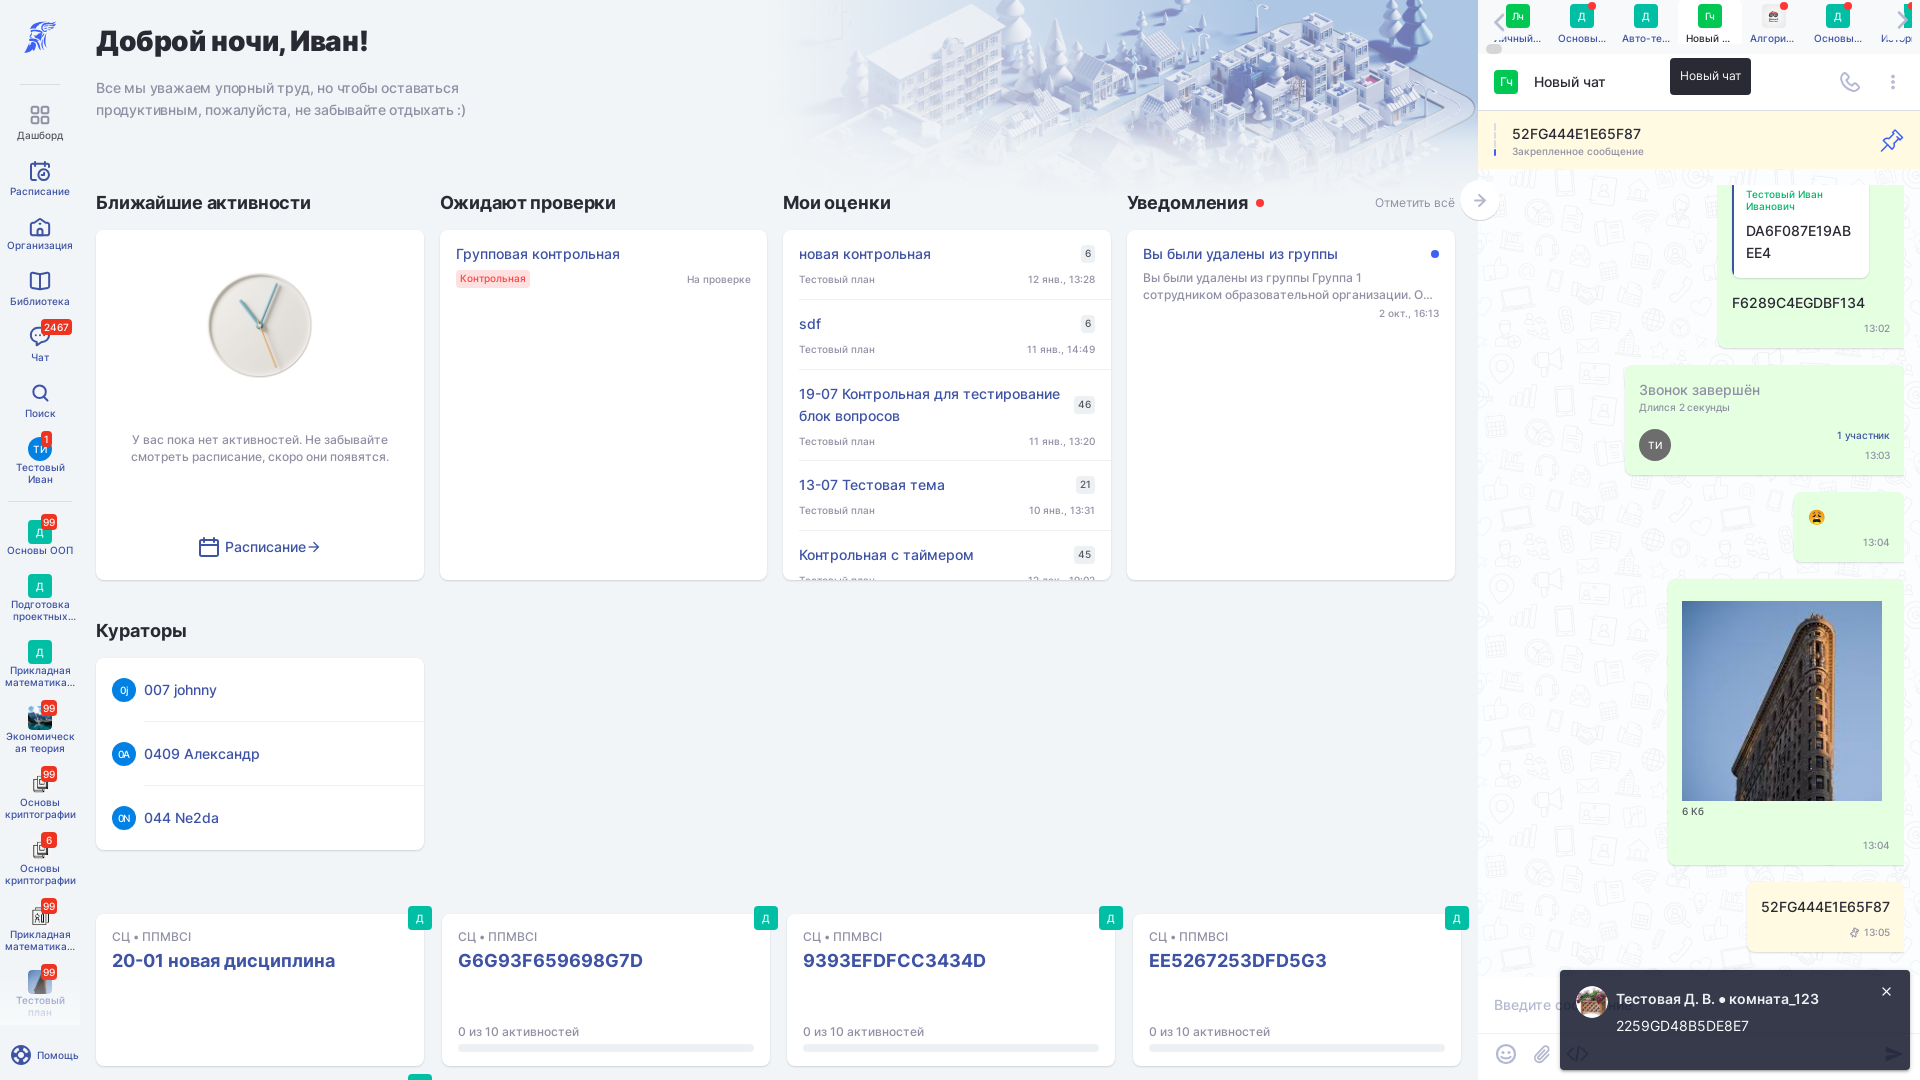 Доброй ночи, Иван!
Все мы уважаем упорный труд, но чтобы оставаться
продуктивным, пожалуйста, не забывайте отдыхать :)
Дашборд
Расписание
Организация
Библиотека
2467
Чат
Поиск
1
ТИ
Тестовый
Иван
99
Д
Основы ООП
Д
Подготовка
проектных...
Д
Прикладная
математика...
99
Экономическ
ая теория
99
Основы
криптографии
6
Основы
криптографии
99
Прикладная
математика...
99
Тестовый
план
Помощь
Ближайшие активности
У вас пока нет активностей. Не забывайте
смотреть расписание, скоро они появятся.
Расписание
Ожидают проверки
Групповая контрольная
Контрольная
На проверке
Мои оценки
новая контрольная
6
Тестовый план
12 янв., 13:28
sdf
6
Тестовый план
11 янв., 14:49
19-07 Контрольная для тестирование
блок вопросов
46
Тестовый план
11 янв., 13:20
13-07 Тестовая тема
21
Тестовый план
10 янв., 13:31
Контрольная с таймером
45
Уведомления
Отметить всё
Вы были удалены из группы
Вы были удалены из группы Группа 1
сотрудником образовательной организации. О...
2 окт., 16:13
Кураторы
0j
007 johnny
0А
0409 Александр
0N
044 Ne2da
Д
СЦ • ППМВСI
20-01 новая дисциплина
Д
СЦ • ППМВСI
G6G93F659698G7D
0 из 10 активностей
Д
СЦ • ППМВСI
9393EFDFCC3434D
0 из 10 активностей
Д
СЦ • ППМВСI
EE5267253DFD5G3
0 из 10 активностей
Лч
Д
Основы...
Д
Авто-те...
Гч
Новый ...
Алгори...
Д
Основы...
Гч
Новый чат
Новый чат
52FG444E1E65F87
Закрепленное сообщение
Тестовый Иван
Иванович
DA6F087E19AB
EE4
F6289C4EGDBF134
13:02
Звонок завершён
Длился 2 секунды
ТИ
1 участник
13:03
13:04
6 Кб
13:04
52FG444E1E65F87
13:05
Введите
Тестовая Д. В. • комната_123
2259GD48B5DE8E7